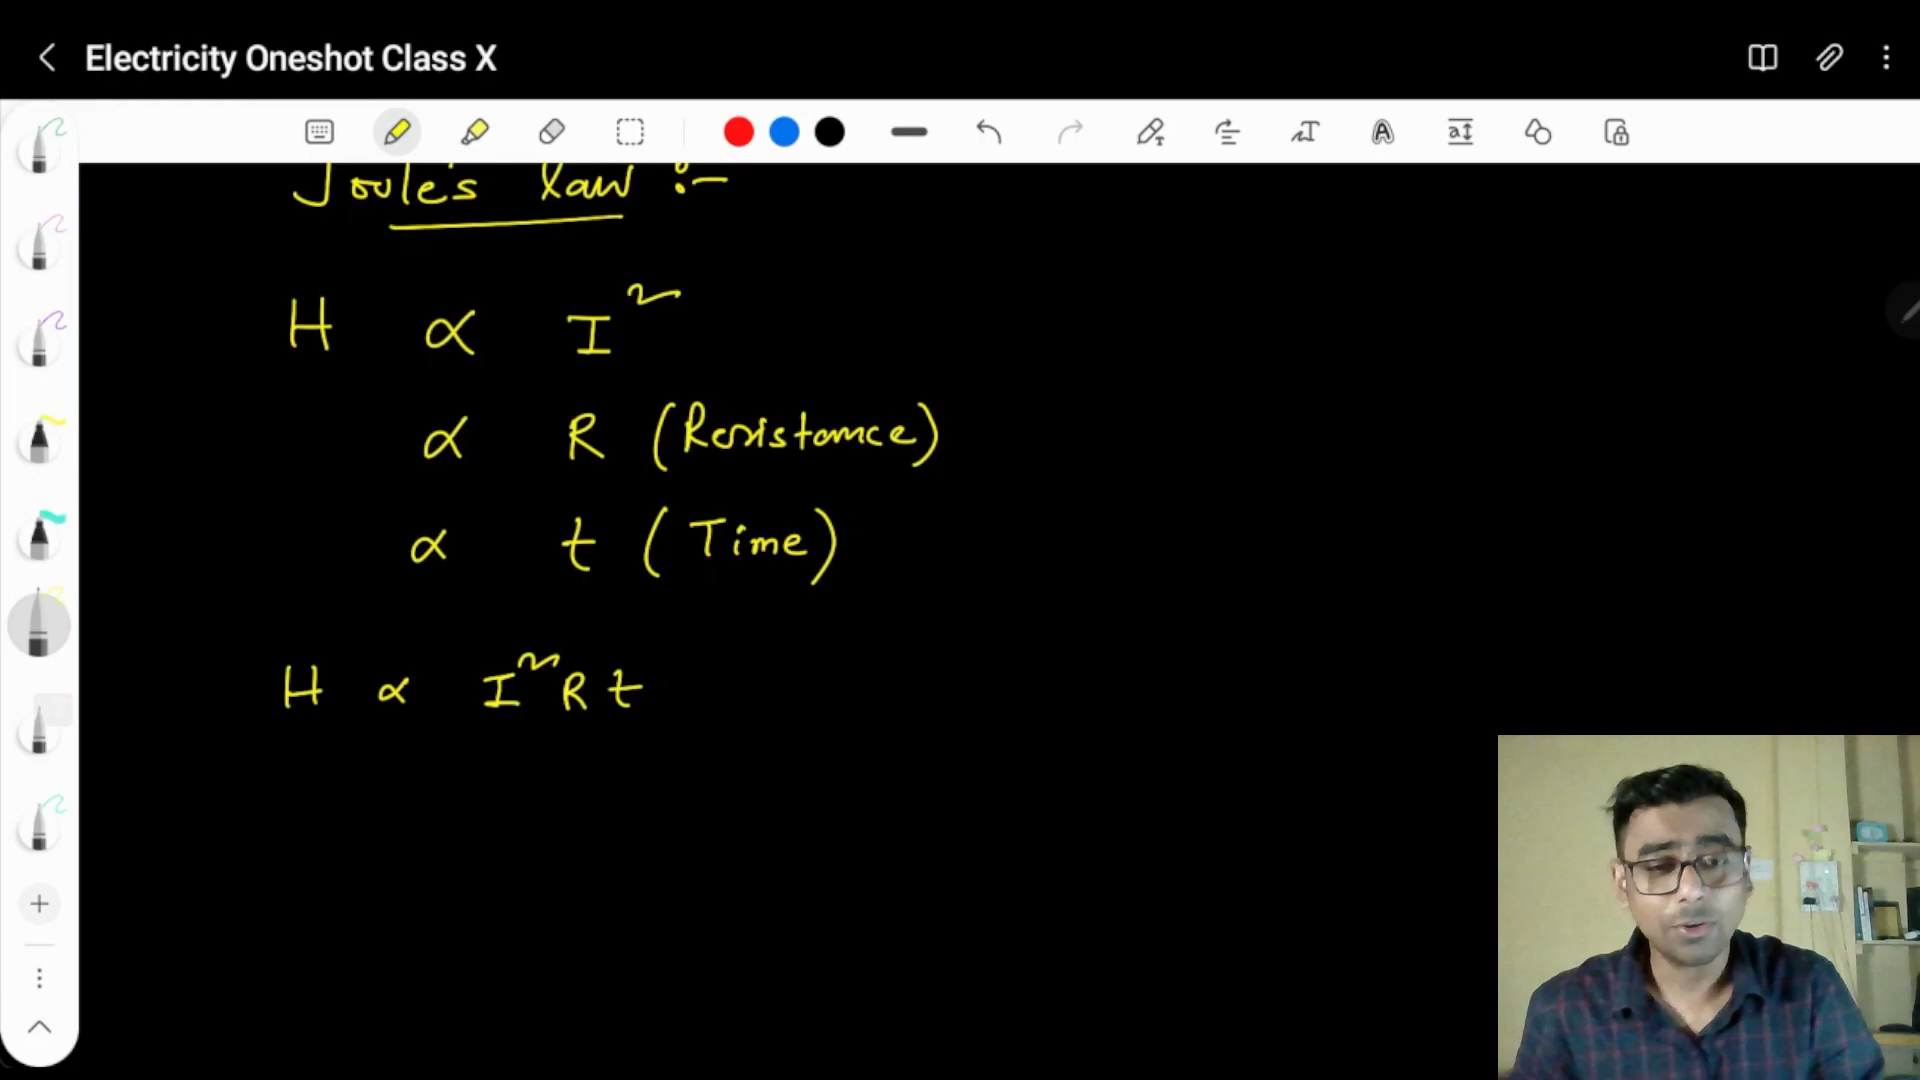 Electricity Oneshot Class X
Joule's law :-
H ∝ I²
∝ R (Resistance)
∝ t (Time)
H ∝ I²Rt